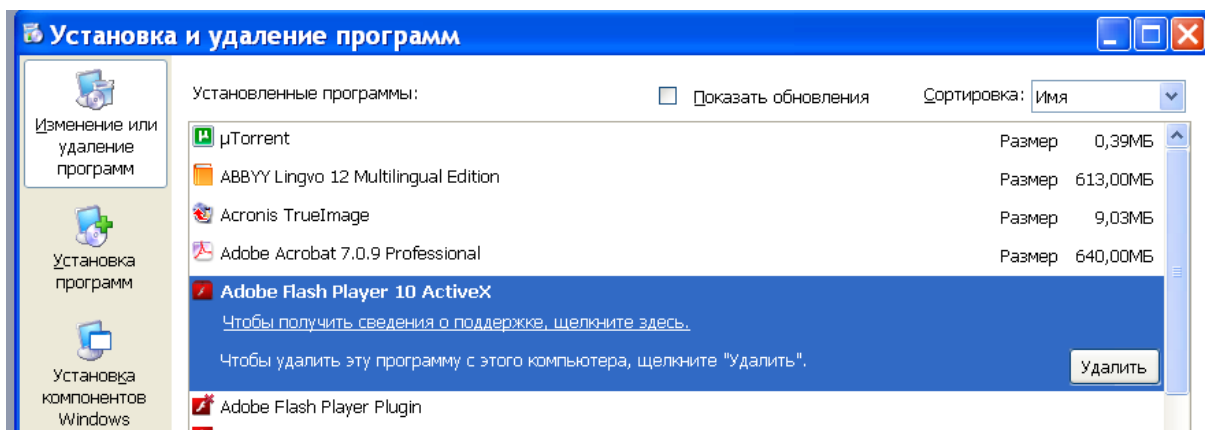 Установка и удаление программ
Изменение или
удаление
программ
Установка
программ
Установка
компонентов
Windows
Установленные программы:
Показать обновления
Сортировка: Имя
µTorrent Размер 0,39МБ
ABBYY Lingvo 12 Multilingual Edition Размер 613,00МБ
Acronis TrueImage Размер 9,03МБ
Adobe Acrobat 7.0.9 Professional Размер 640,00МБ
Adobe Flash Player 10 ActiveX
Чтобы получить сведения о поддержке, щелкните здесь.
Чтобы удалить эту программу с этого компьютера, щелкните "Удалить".
Удалить
Adobe Flash Player Plugin